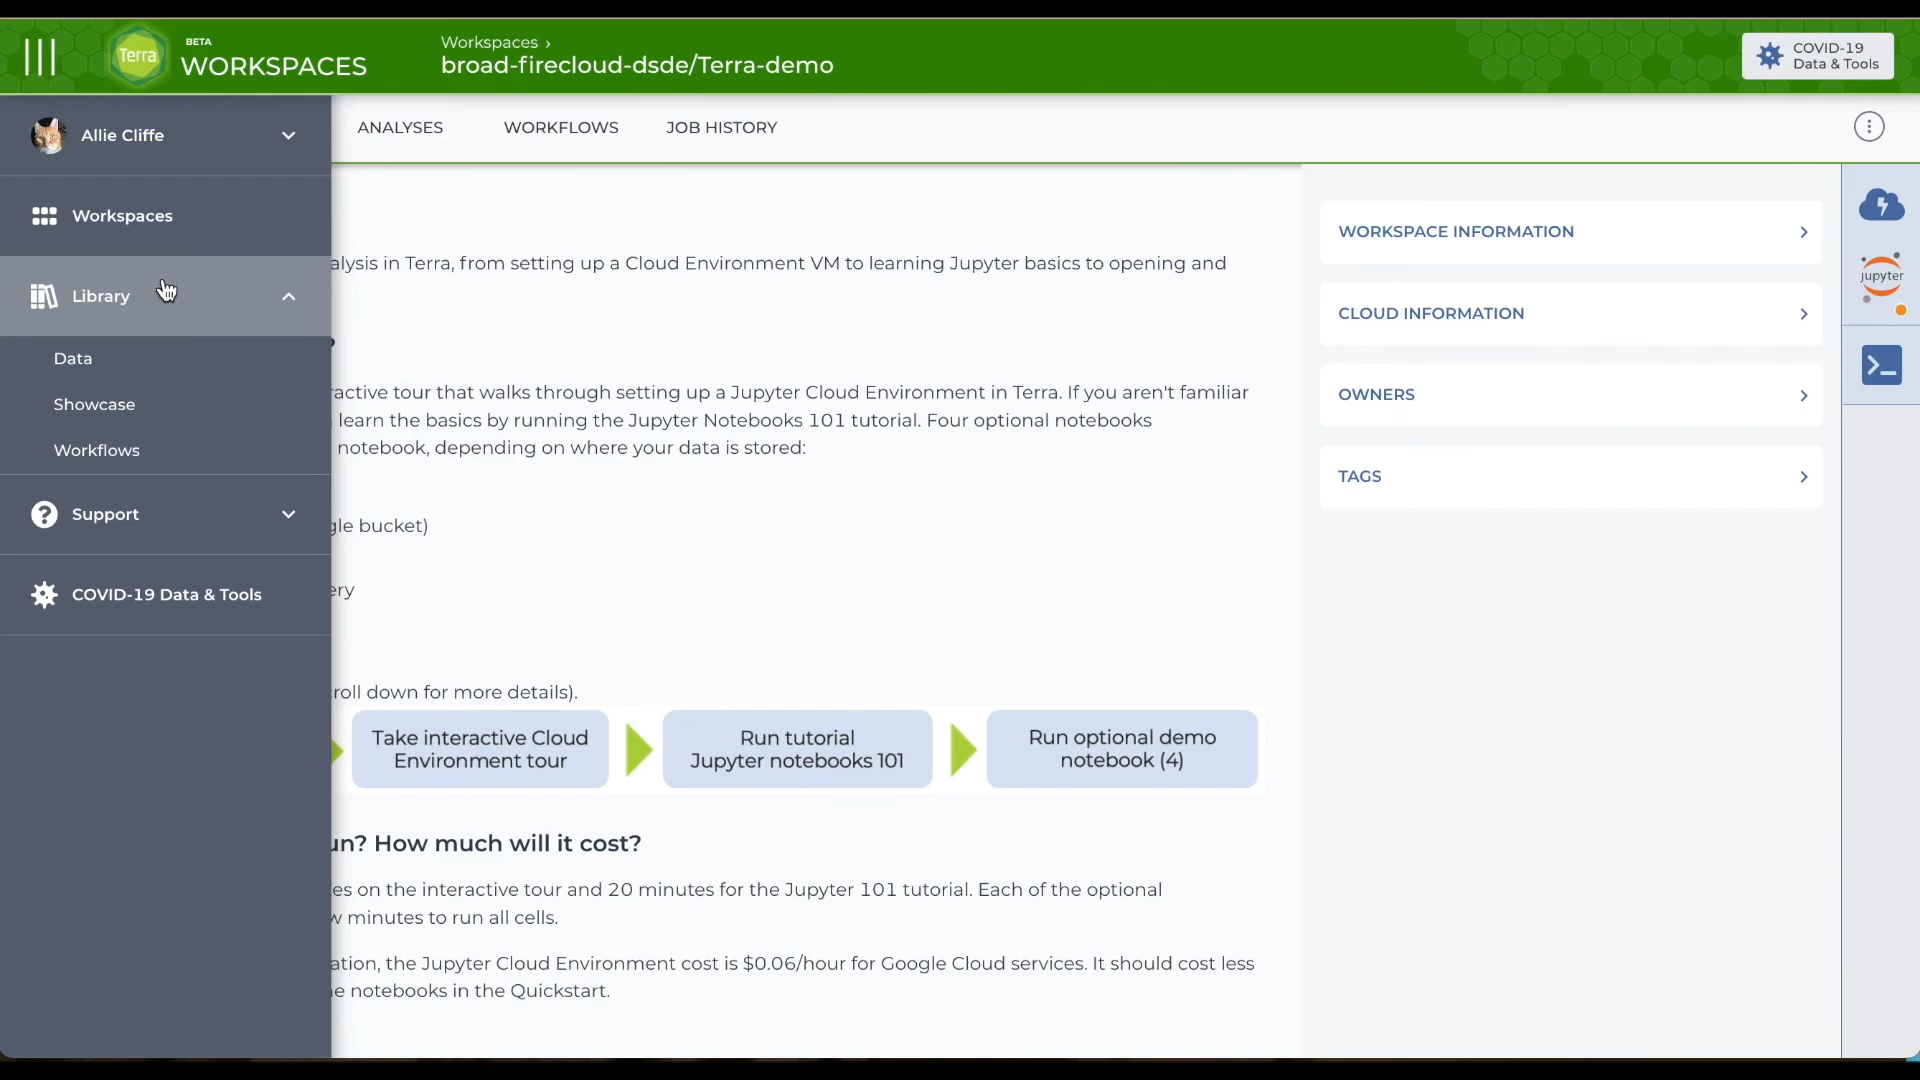 Terra
BETA
WORKSPACES
Workspaces ›
broad-firecloud-dsde/Terra-demo
COVID-19
Data & Tools
Allie Cliffe
Workspaces
Library
Data
Showcase
Workflows
Support
COVID-19 Data & Tools
ANALYSES
WORKFLOWS
JOB HISTORY
alysis in Terra, from setting up a Cloud Environment VM to learning Jupyter basics to opening and
?
ractive tour that walks through setting up a Jupyter Cloud Environment in Terra. If you aren't familiar
learn the basics by running the Jupyter Notebooks 101 tutorial. Four optional notebooks
notebook, depending on where your data is stored:
gle bucket)
ery
roll down for more details).
Take interactive Cloud
Environment tour
Run tutorial
Jupyter notebooks 101
Run optional demo
notebook (4)
un? How much will it cost?
es on the interactive tour and 20 minutes for the Jupyter 101 tutorial. Each of the optional
w minutes to run all cells.
ation, the Jupyter Cloud Environment cost is $0.06/hour for Google Cloud services. It should cost less
e notebooks in the Quickstart.
WORKSPACE INFORMATION
CLOUD INFORMATION
OWNERS
TAGS
jupyter